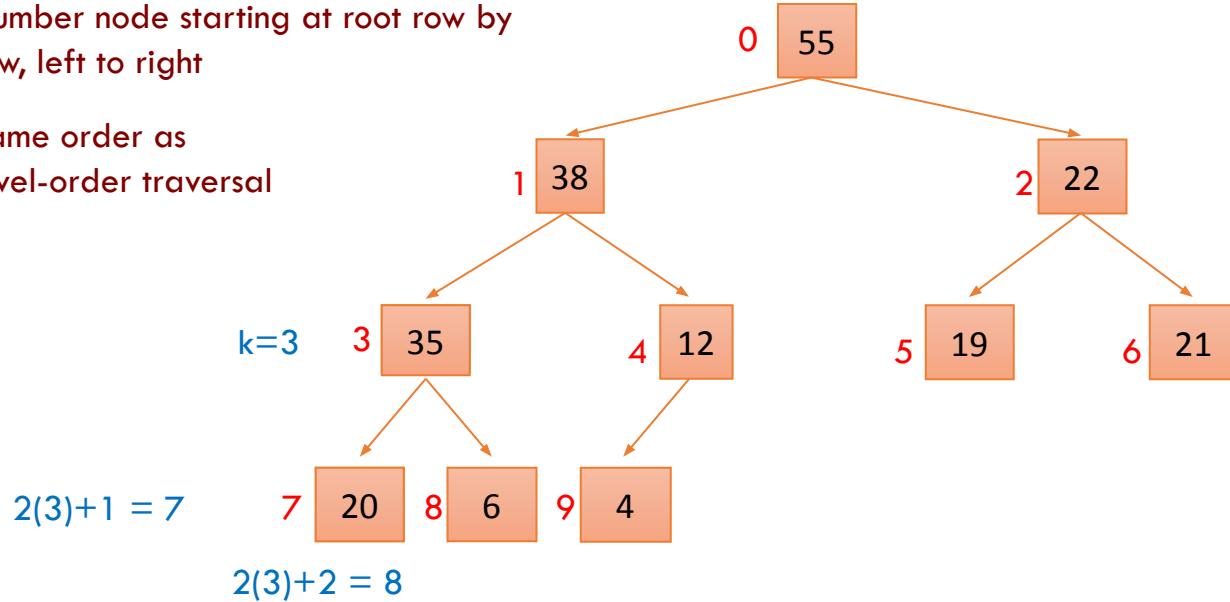 umber node starting at root row by
w, left to right
ame order as
vel-order traversal
0 55
1 38
2 22
k=3 3 35
4 12
5 19
6 21
2(3)+1 = 7
7 20
8 6
9 4
2(3)+2 = 8